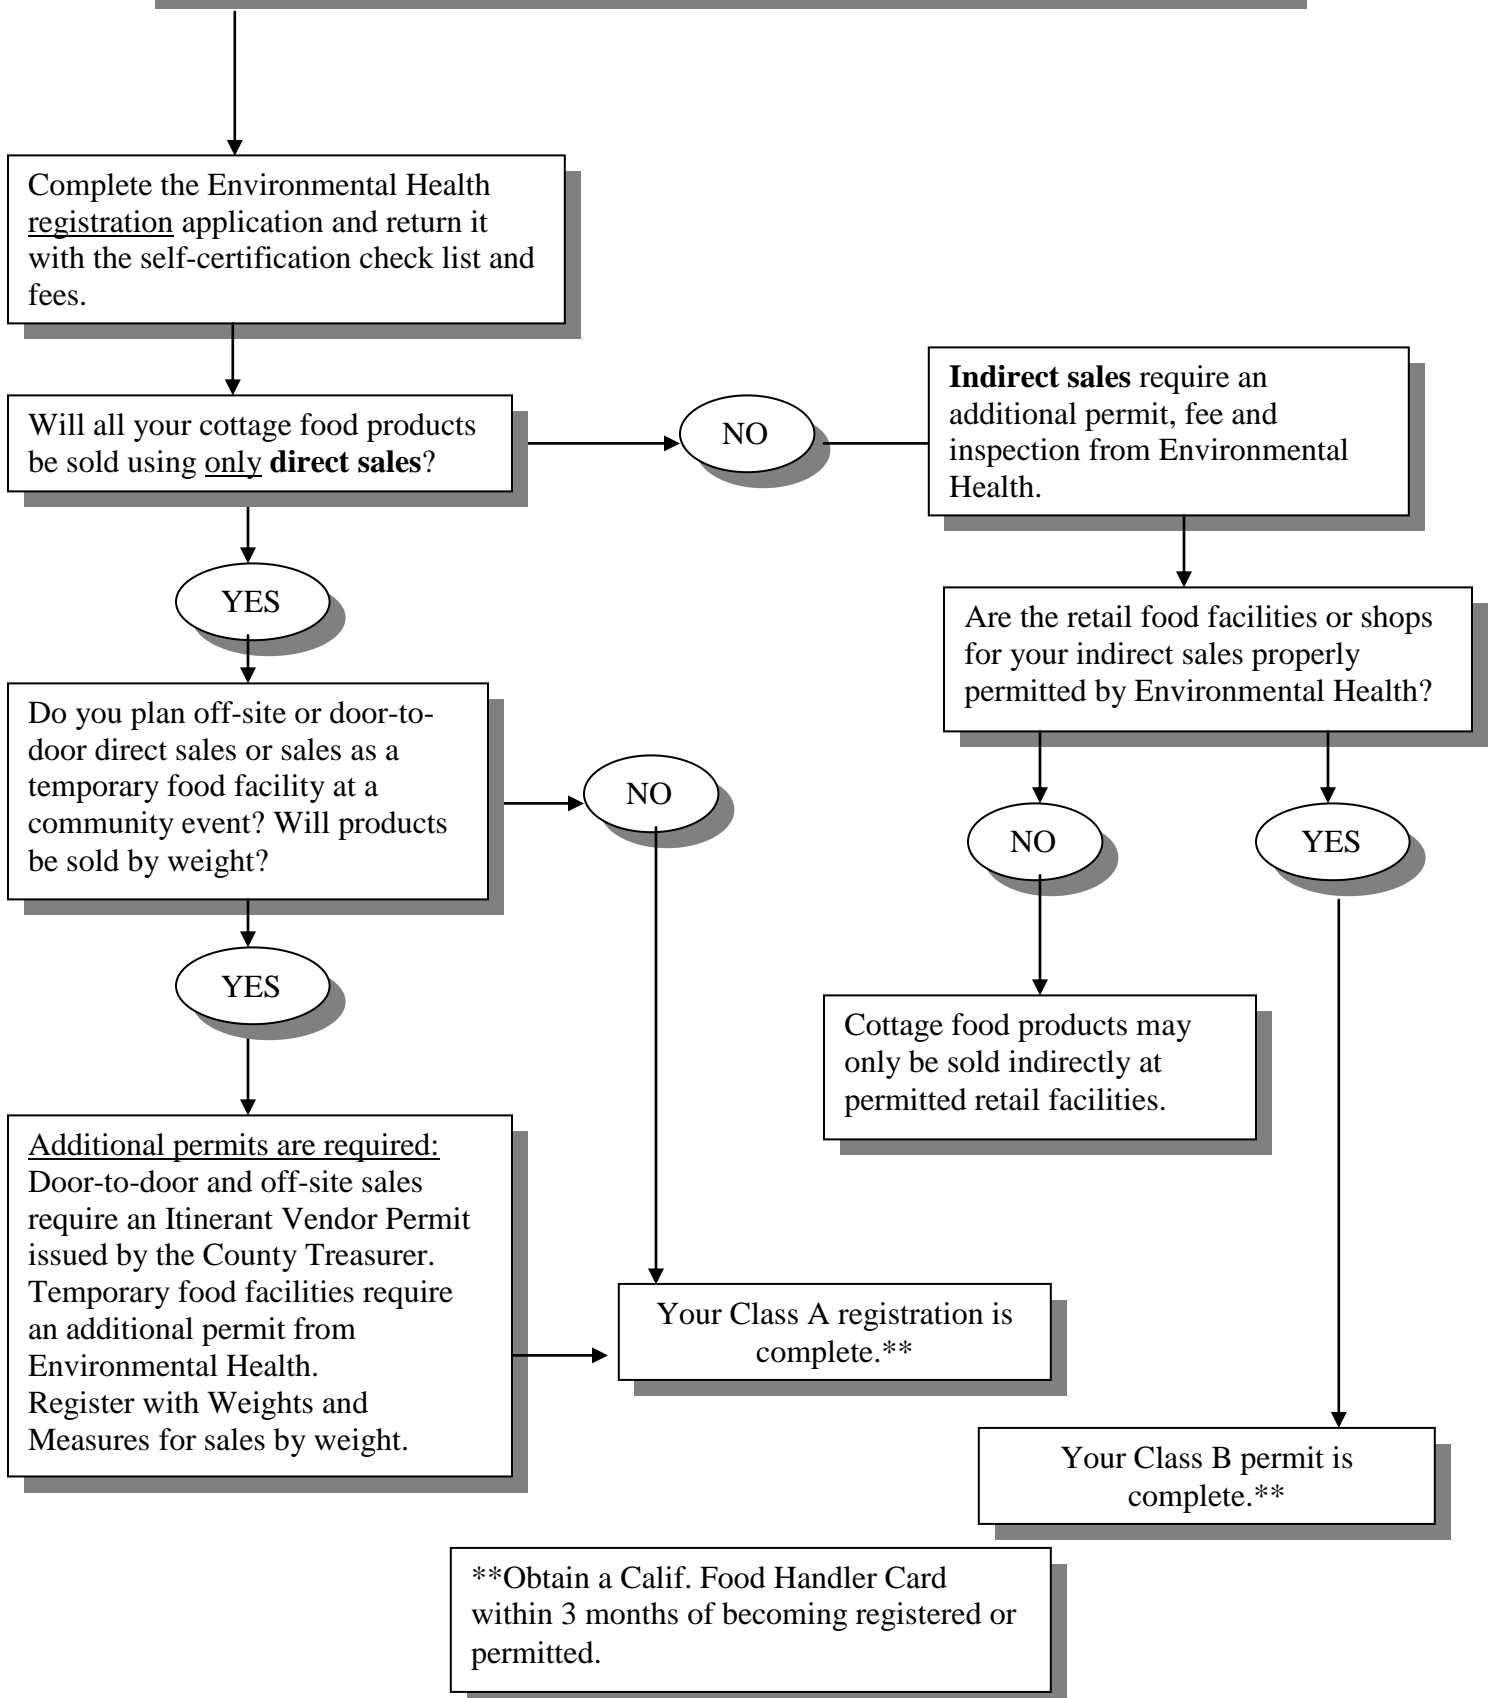 Complete the Environmental Health
registration application and return it
with the self-certification check list and
fees.
Will all your cottage food products
be sold using only direct sales?
NO
Indirect sales require an
additional permit, fee and
inspection from Environmental
Health.
YES
Are the retail food facilities or shops
for your indirect sales properly
permitted by Environmental Health?
Do you plan off-site or door-to-
door direct sales or sales as a
temporary food facility at a
community event? Will products
be sold by weight?
NO
NO
YES
YES
Cottage food products may
only be sold indirectly at
permitted retail facilities.
Additional permits are required:
Door-to-door and off-site sales
require an Itinerant Vendor Permit
issued by the County Treasurer.
Temporary food facilities require
an additional permit from
Environmental Health.
Register with Weights and
Measures for sales by weight.
Your Class A registration is
complete.**
Your Class B permit is
complete.**
**Obtain a Calif. Food Handler Card
within 3 months of becoming registered or
permitted.